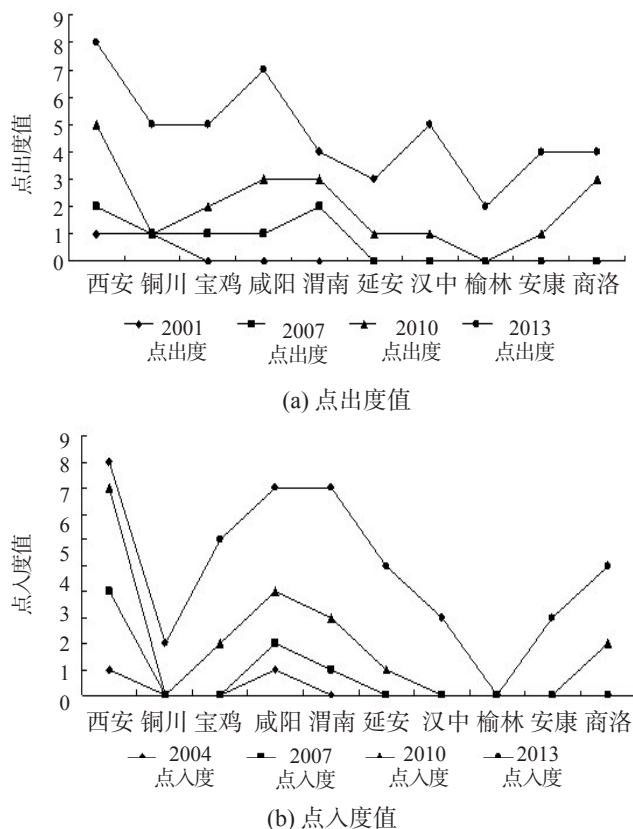 9
8
7
6
5
4
3
2
1
0
点出度值
西安 铜川 宝鸡 咸阳 渭南 延安 汉中 榆林 安康 商洛
2001 2007 2010 2013
点出度 点出度 点出度 点出度
(a) 点出度值
9
8
7
6
5
4
3
2
1
0
点入度值
西安 铜川 宝鸡 咸阳 渭南 延安 汉中 榆林 安康 商洛
2004 2007 2010 2013
点入度 点入度 点入度 点入度
(b) 点入度值